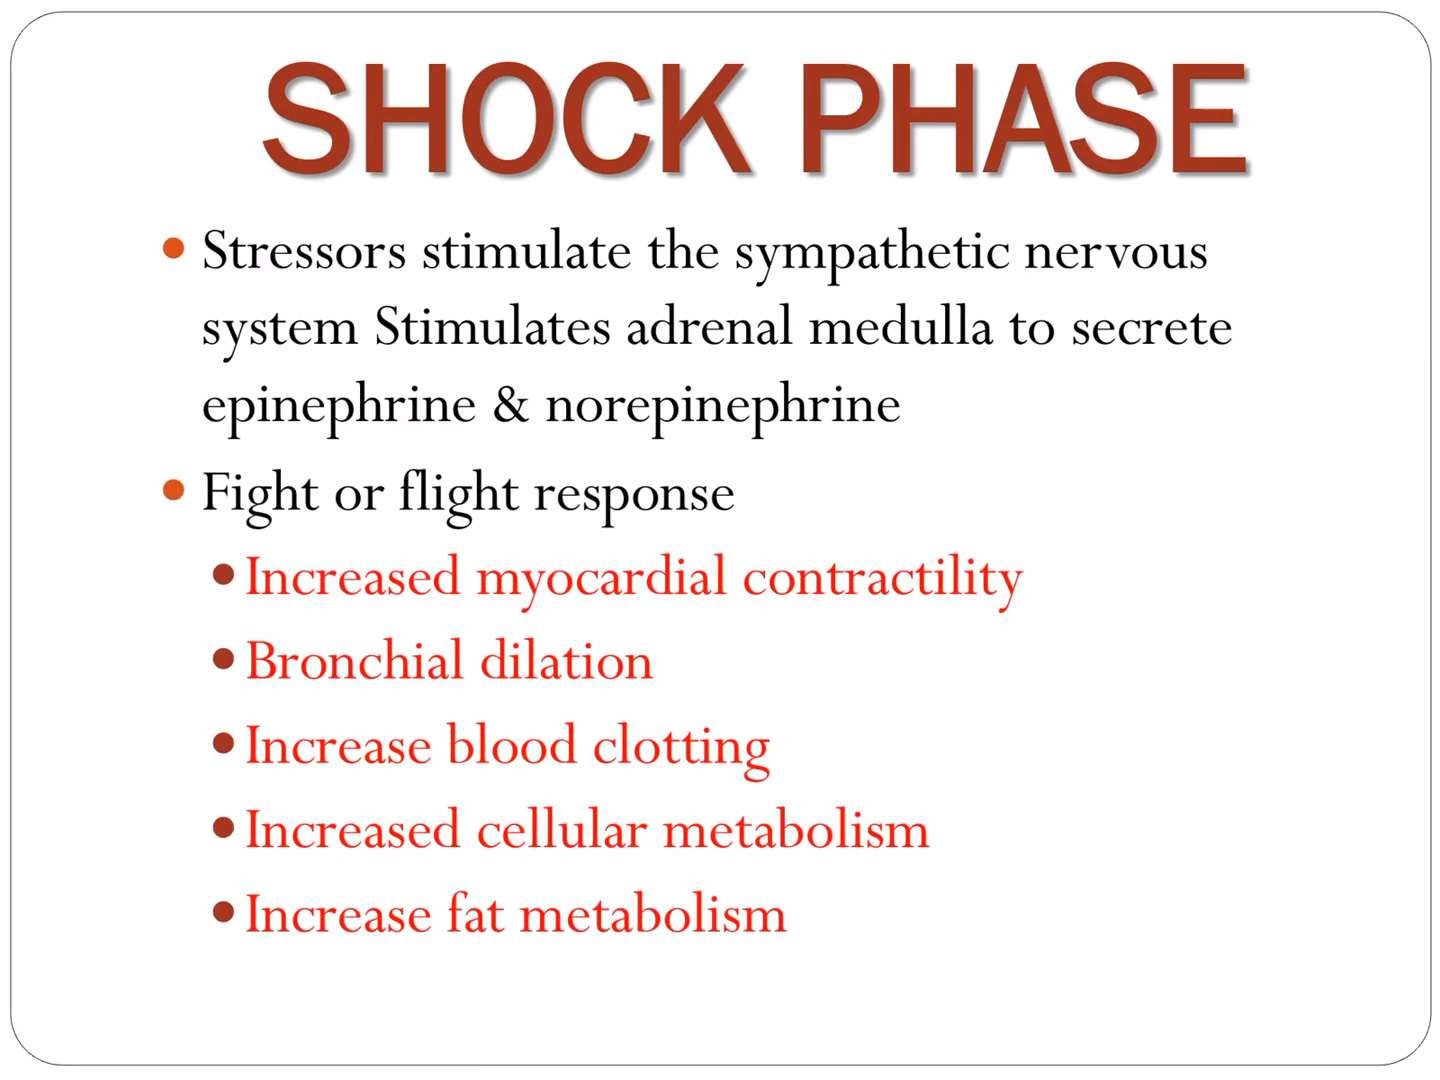 SHOCK PHASE
• Stressors stimulate the sympathetic nervous
system Stimulates adrenal medulla to secrete
epinephrine & norepinephrine
• Fight or flight response
• Increased myocardial contractility
• Bronchial dilation
• Increase blood clotting
• Increased cellular metabolism
• Increase fat metabolism